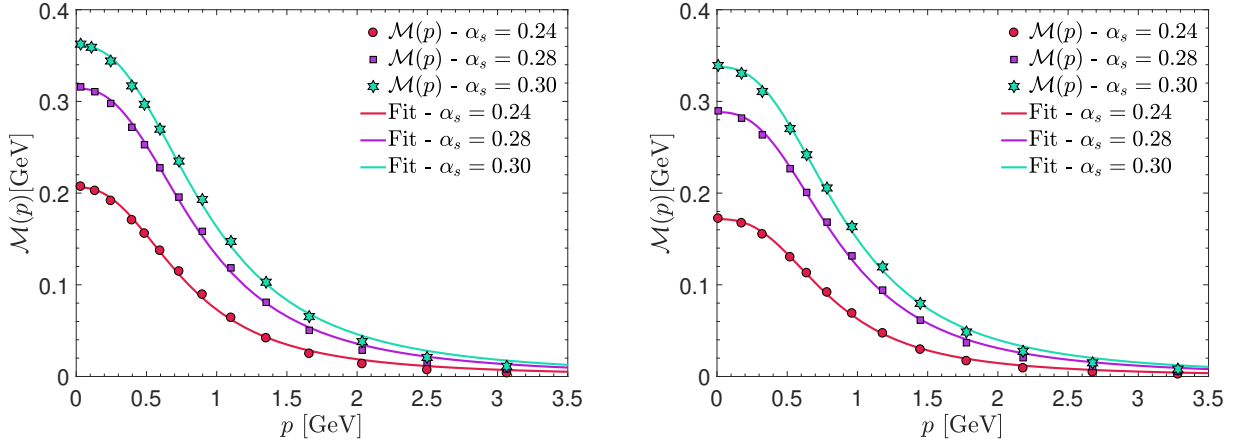 0.4
0.3
0.2
0.1
0
ℳ(p)[GeV]
ℳ(p) - αₛ = 0.24
ℳ(p) - αₛ = 0.28
ℳ(p) - αₛ = 0.30
Fit - αₛ = 0.24
Fit - αₛ = 0.28
Fit - αₛ = 0.30
0 0.5 1 1.5 2 2.5 3 3.5
p [GeV]
0.4
0.3
0.2
0.1
0
ℳ(p)[GeV]
ℳ(p) - αₛ = 0.24
ℳ(p) - αₛ = 0.28
ℳ(p) - αₛ = 0.30
Fit - αₛ = 0.24
Fit - αₛ = 0.28
Fit - αₛ = 0.30
0 0.5 1 1.5 2 2.5 3 3.5
p [GeV]